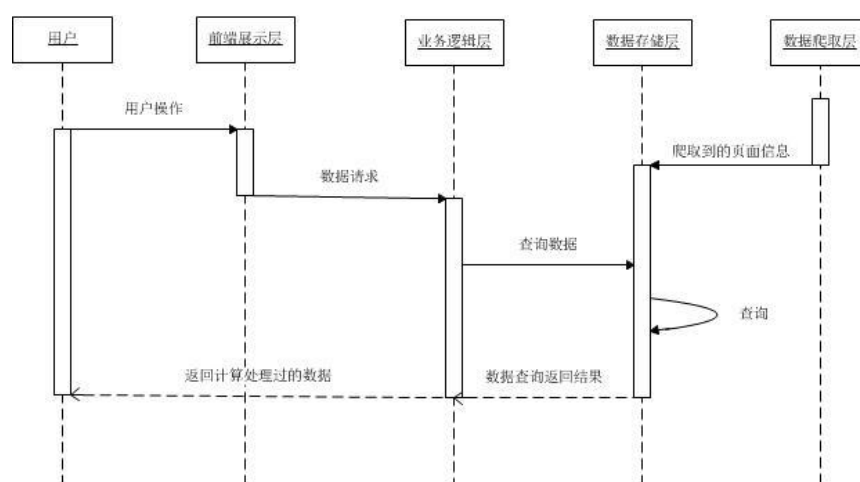 用户
前端展示层
业务逻辑层
数据存储层
数据爬取层
用户操作
爬取到的页面信息
数据请求
查询数据
查询
返回计算处理过的数据
数据查询返回结果